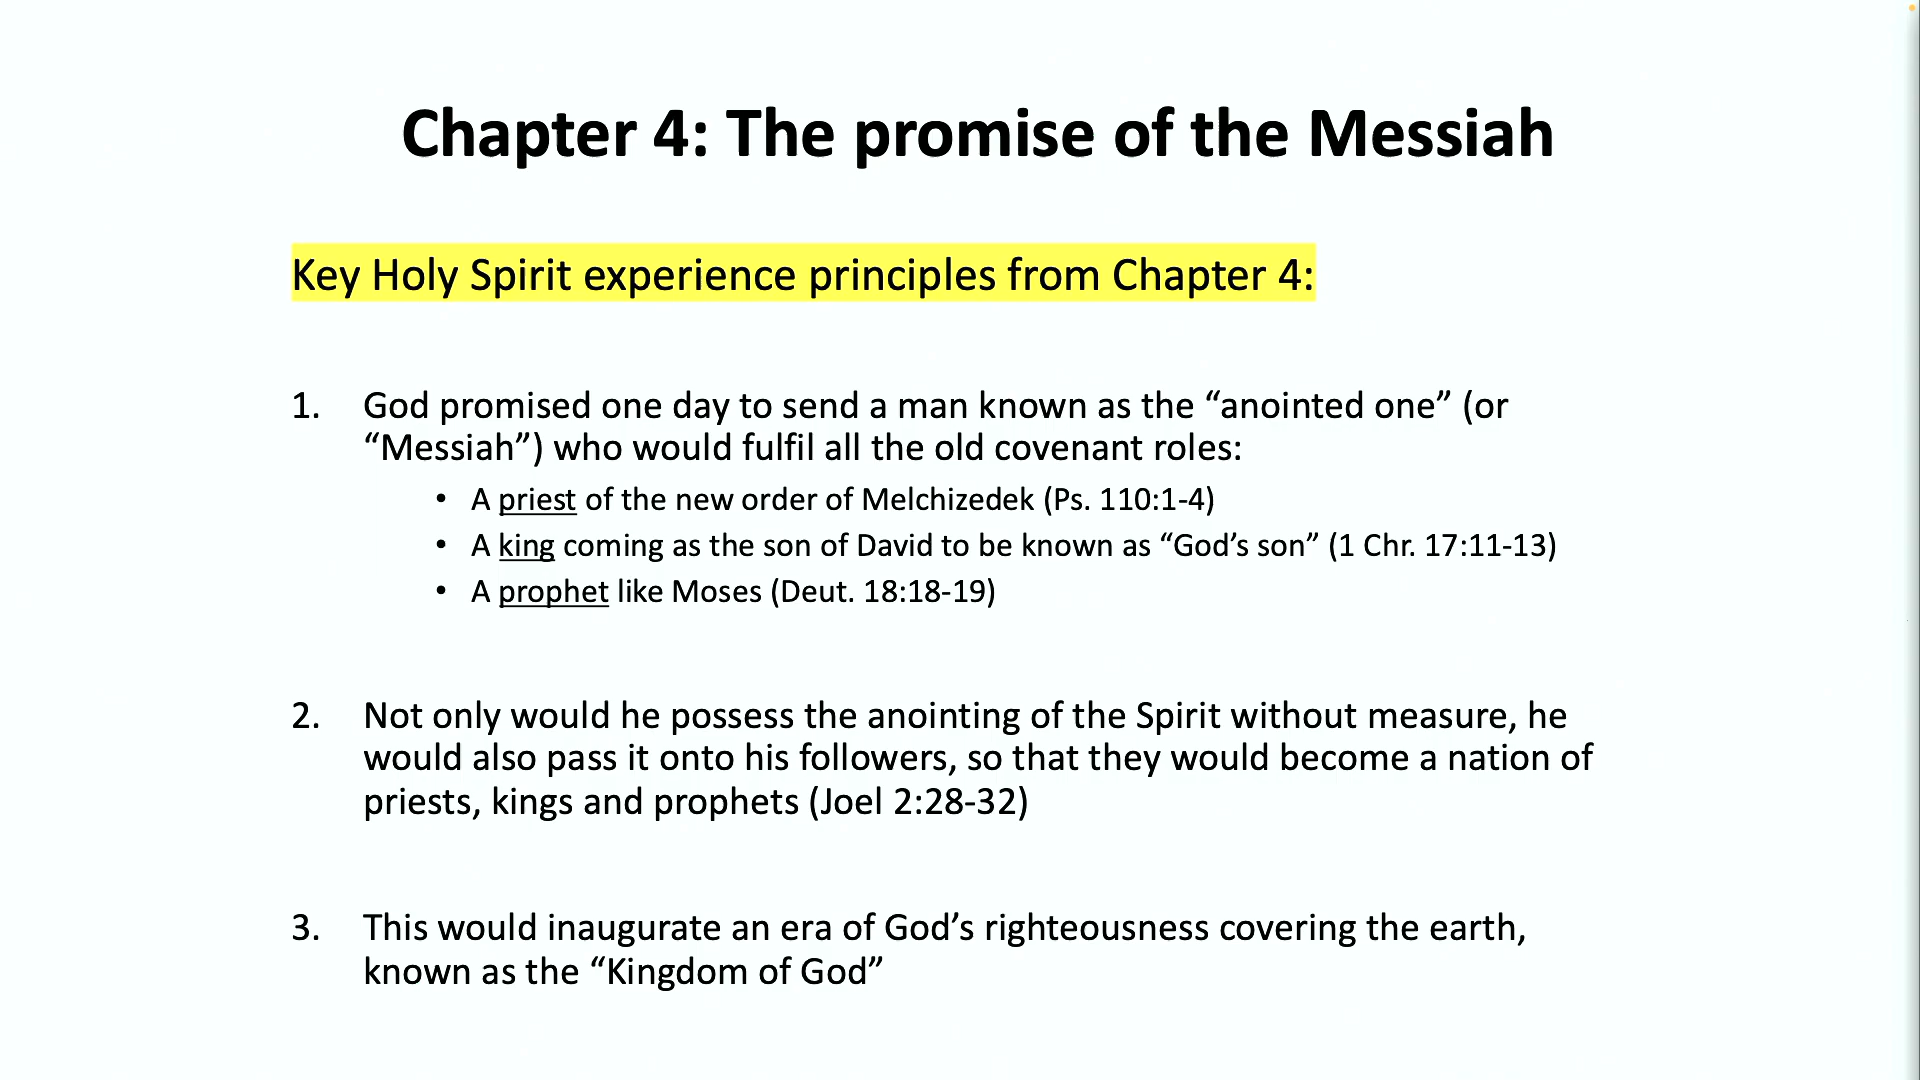 Chapter 4: The promise of the Messiah
Key Holy Spirit experience principles from Chapter 4:
1. God promised one day to send a man known as the “anointed one” (or
“Messiah”) who would fulfil all the old covenant roles:
• A priest of the new order of Melchizedek (Ps. 110:1-4)
• A king coming as the son of David to be known as “God’s son” (1 Chr. 17:11-13)
• A prophet like Moses (Deut. 18:18-19)
2. Not only would he possess the anointing of the Spirit without measure, he
would also pass it onto his followers, so that they would become a nation of
priests, kings and prophets (Joel 2:28-32)
3. This would inaugurate an era of God’s righteousness covering the earth,
known as the “Kingdom of God”